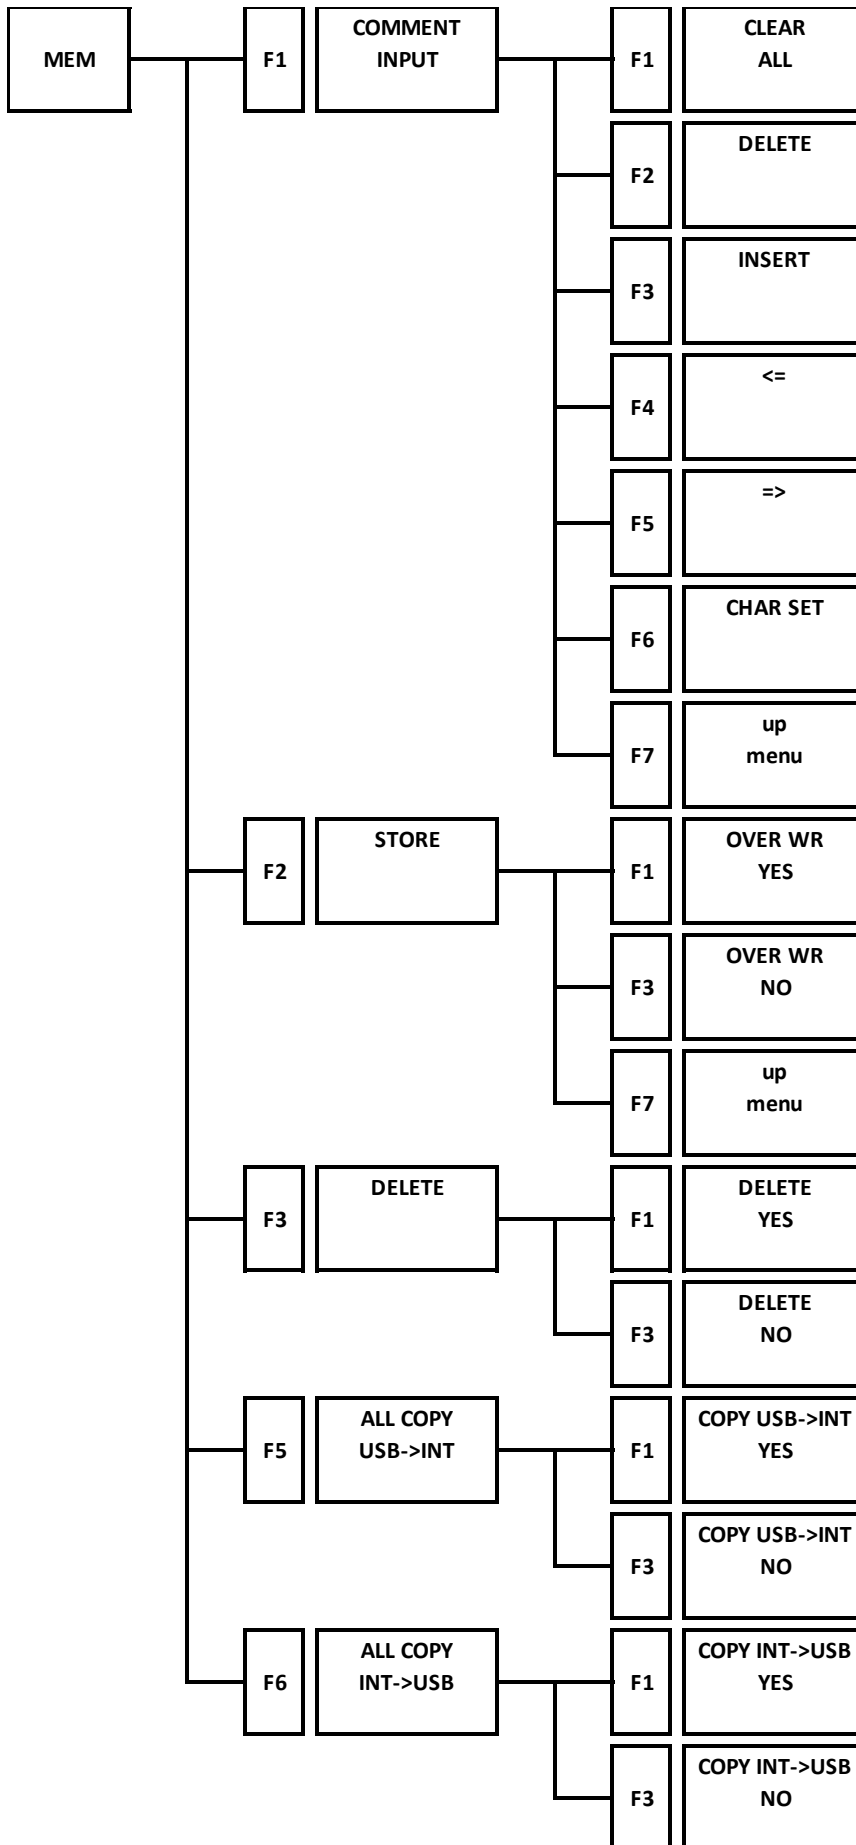 MEM
F1
COMMENT
INPUT
F1
CLEAR
ALL
F2
DELETE
F3
INSERT
F4
<=
F5
=>
F6
CHAR SET
F7
up
menu
F2
STORE
F1
OVER WR
YES
F3
OVER WR
NO
F7
up
menu
F3
DELETE
F1
DELETE
YES
F3
DELETE
NO
F5
ALL COPY
USB->INT
F1
COPY USB->INT
YES
F3
COPY USB->INT
NO
F6
ALL COPY
INT->USB
F1
COPY INT->USB
YES
F3
COPY INT->USB
NO